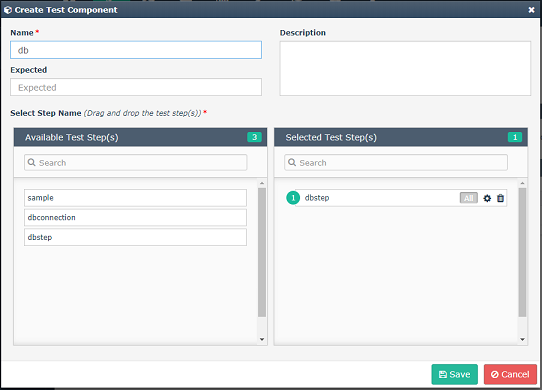 Create Test Component
Name *
Description
db
Expected
Expected
Select Step Name (Drag and drop the test step(s)) *
Available Test Step(s) 3
Selected Test Step(s) 1
Search
Search
sample
dbconnection
dbstep
1 dbstep All
Save
Cancel